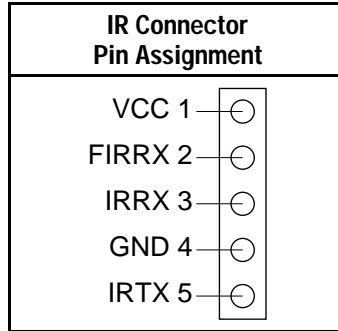 IR Connector
Pin Assignment
VCC 1
FIRRX 2
IRRX 3
GND 4
IRTX 5